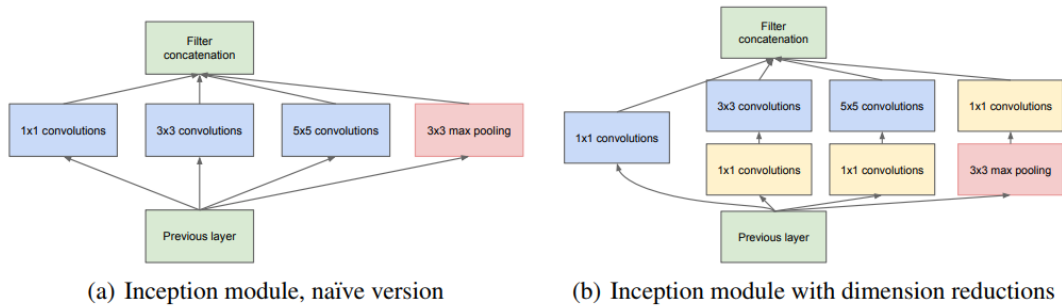 Filter
concatenation
1x1 convolutions
3x3 convolutions
5x5 convolutions
3x3 max pooling
Previous layer
(a) Inception module, naïve version
Filter
concatenation
3x3 convolutions
5x5 convolutions
1x1 convolutions
1x1 convolutions
1x1 convolutions
1x1 convolutions
3x3 max pooling
Previous layer
(b) Inception module with dimension reductions